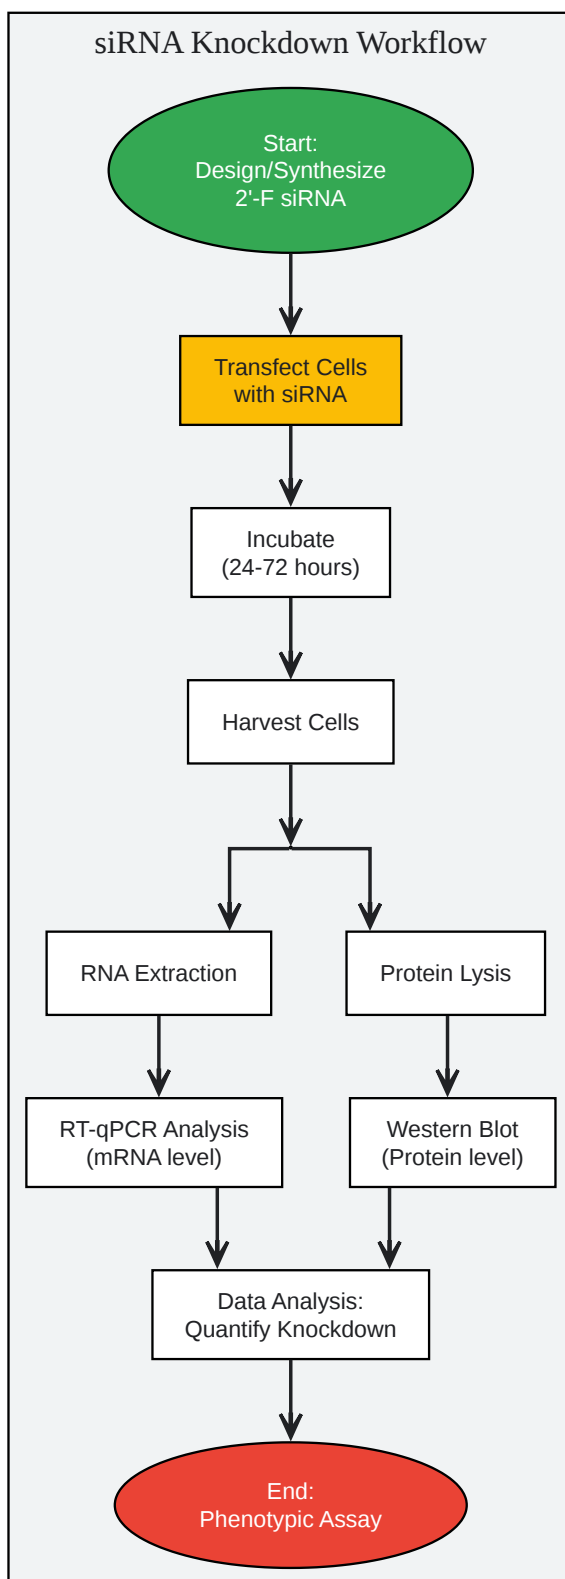 siRNA Knockdown Workflow
Start:
Design/Synthesize
2'-F siRNA
Transfect Cells
with siRNA
Incubate
(24-72 hours)
Harvest Cells
RNA Extraction
Protein Lysis
RT-qPCR Analysis
(mRNA level)
Western Blot
(Protein level)
Data Analysis:
Quantify Knockdown
End:
Phenotypic Assay